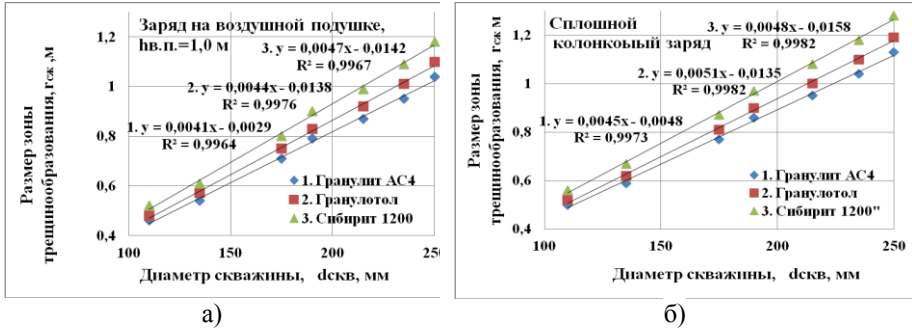 Размер зоны
трещинообразования, rсж ,м
Заряд на воздушной подушке,
hв.п.=1,0 м
3. y = 0,0047x - 0,0142
R² = 0,9967
2. y = 0,0044x - 0,0138
R² = 0,9976
1. y = 0,0041x - 0,0029
R² = 0,9964
1. Гранулит АС4
2. Гранулотол
3. Сибирит 1200
1,2
1
0,8
0,6
0,4
100
150
200
250
Диаметр скважины, dскв, мм
а)
Размер зоны
трещинообразования, rсж, м
Сплошной
колонкоыый заряд
3. y = 0,0048x - 0,0158
R² = 0,9982
2. y = 0,0051x - 0,0135
R² = 0,9982
1. y = 0,0045x - 0,0048
R² = 0,9973
1. Гранулит АС4
2. Гранулотол
3. Сибирит 1200"
1,2
1
0,8
0,6
0,4
100
150
200
250
Диаметр скважины, dскв, мм
б)